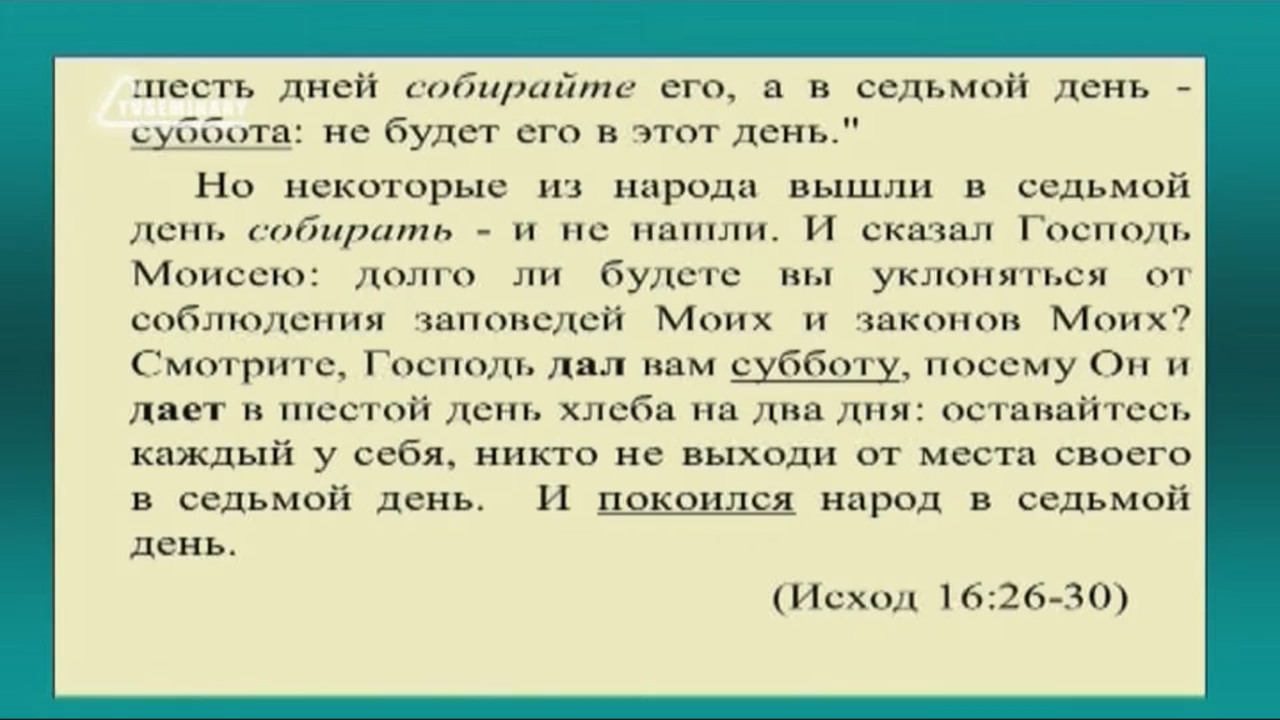 шесть дней собирайте его, а в седьмой день -
TVSEMINARY
суббота: не будет его в этот день."
Но некоторые из народа вышли в седьмой
день собирать - и не нашли. И сказал Господь
Моисею: долго ли будете вы уклоняться от
соблюдения заповедей Моих и законов Моих?
Смотрите, Господь дал вам субботу, посему Он и
дает в шестой день хлеба на два дня: оставайтесь
каждый у себя, никто не выходи от места своего
в седьмой день. И покоился народ в седьмой
день.
(Исход 16:26-30)